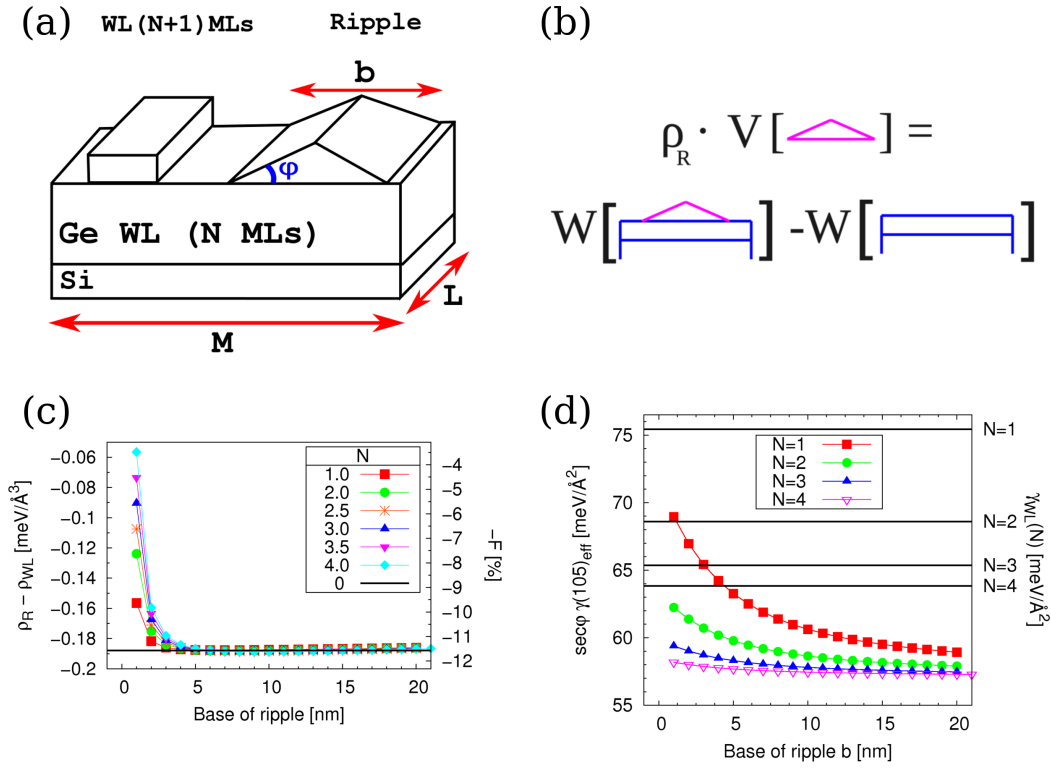 (a)
WL(N+1)MLs
Ripple
b
φ
Ge WL (N MLs)
Si
L
M
(b)
ρR · V[ ] =
W[ ] -W[ ]
(c)
ρR – ρWL [meV/Å3]
−0.06
−0.08
−0.1
−0.12
−0.14
−0.16
−0.18
−0.2
N
1.0
2.0
2.5
3.0
3.5
4.0
0
−4
−5
−6
−7
−8
−9
−10
−11
−12
−F [%]
0 5 10 15 20
Base of ripple [nm]
(d)
secφ γ(105)eff [meV/Å2]
75
70
65
60
55
N=1
N=2
N=3
N=4
N=1
N=2
N=3
N=4
γWL(N) [meV/Å2]
0 5 10 15 20
Base of ripple b [nm]